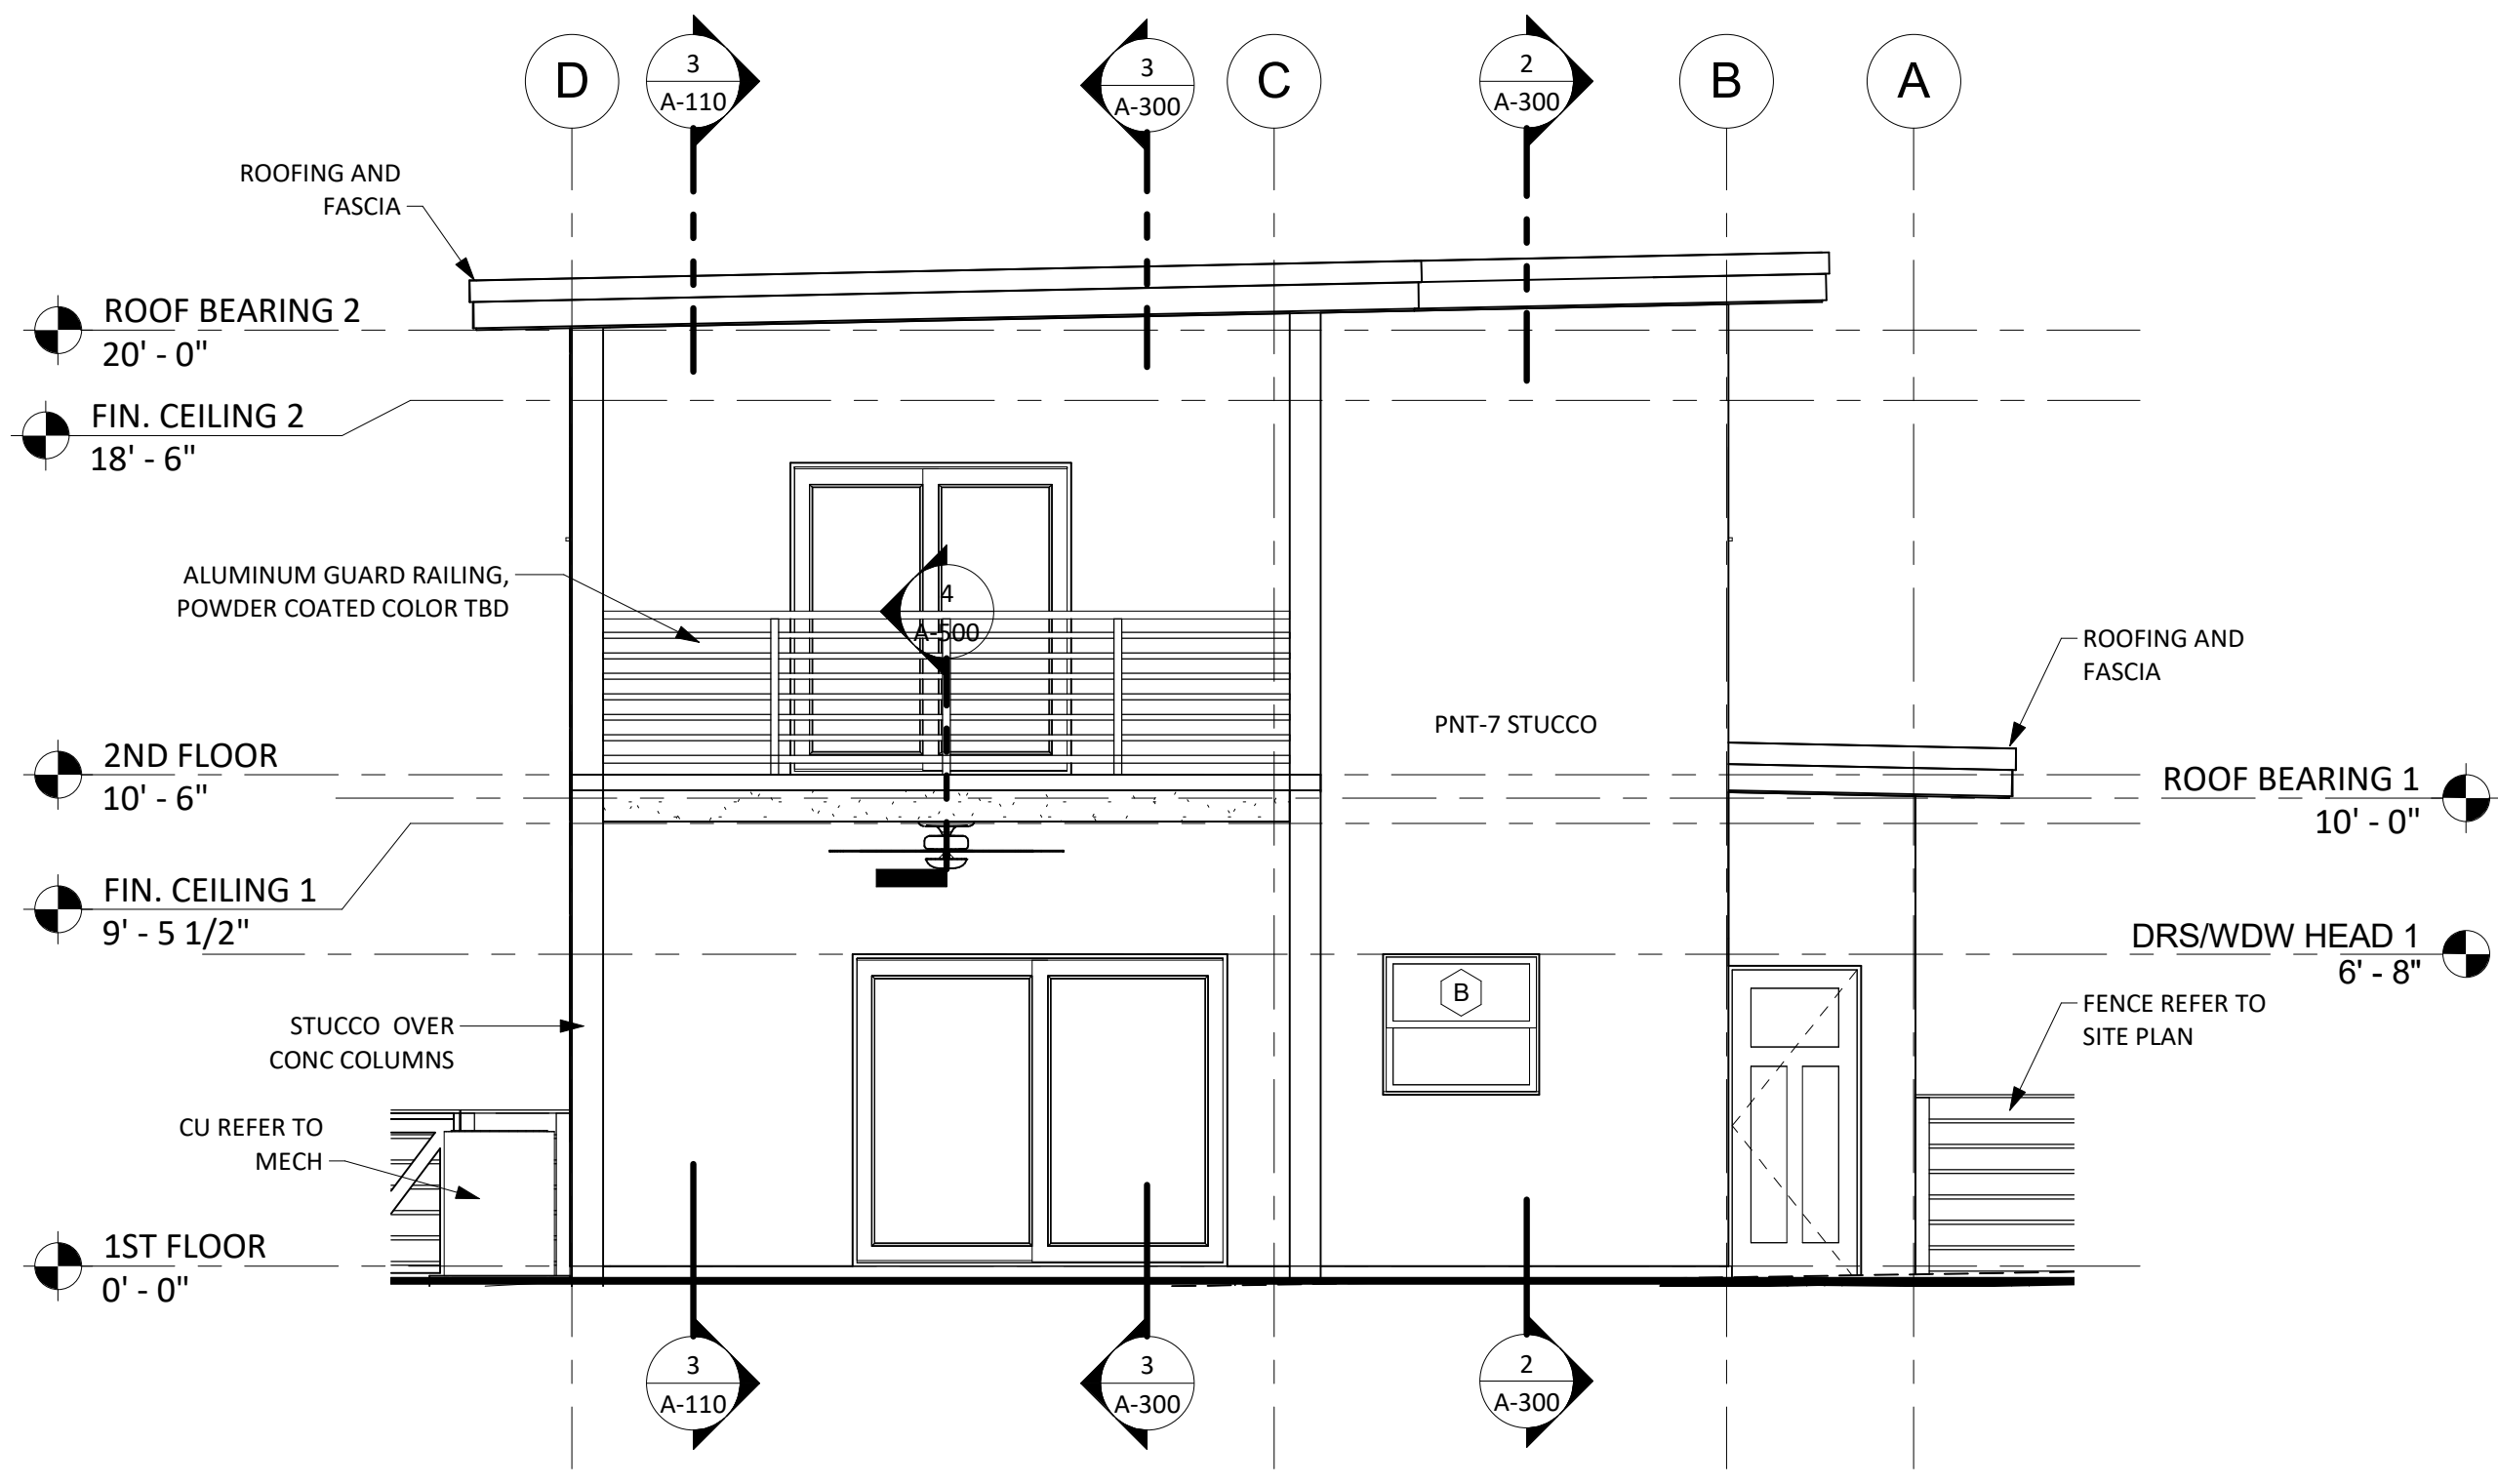 D
3
A-110
3
A-300
C
2
A-300
B
A
ROOFING AND
FASCIA
ROOF BEARING 2
20' - 0"
FIN. CEILING 2
18' - 6"
ALUMINUM GUARD RAILING,
POWDER COATED COLOR TBD
4
A-500
ROOFING AND
FASCIA
PNT-7 STUCCO
2ND FLOOR
10' - 6"
ROOF BEARING 1
10' - 0"
FIN. CEILING 1
9' - 5 1/2"
DRS/WDW HEAD 1
6' - 8"
B
STUCCO OVER
CONC COLUMNS
FENCE REFER TO
SITE PLAN
CU REFER TO
MECH
1ST FLOOR
0' - 0"
3
A-110
3
A-300
2
A-300